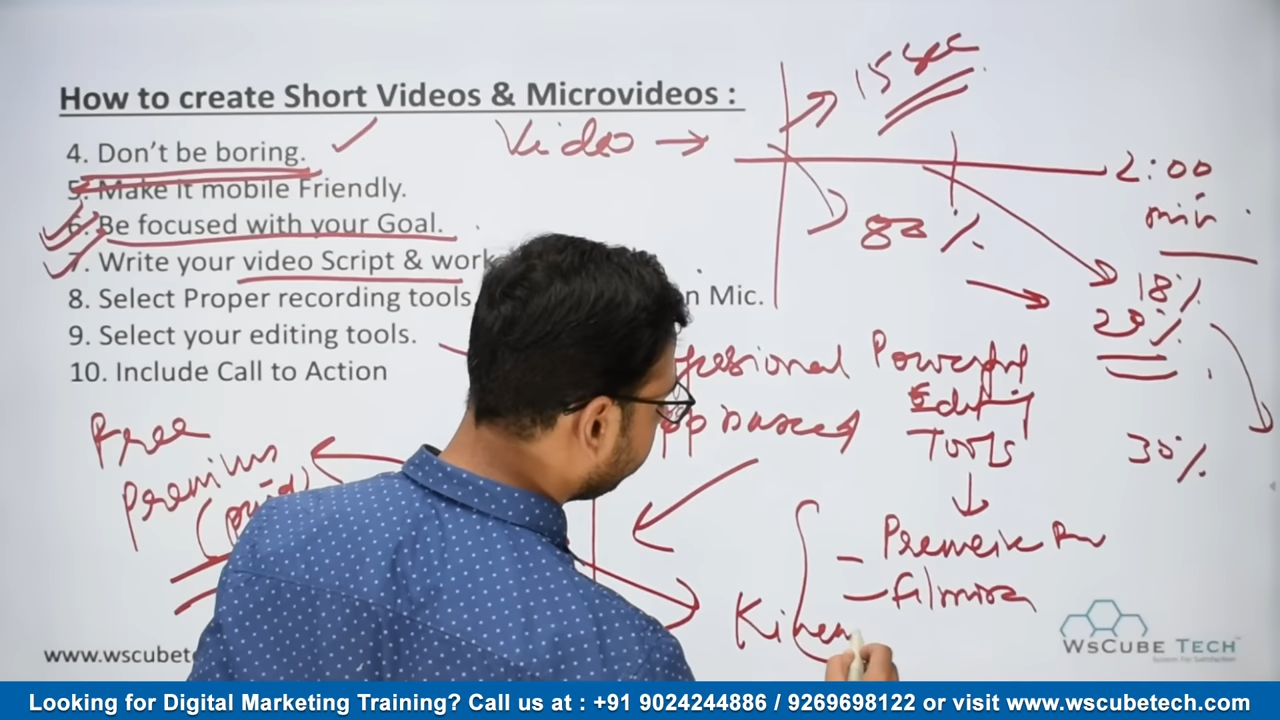 How to create Short Videos & Microvideos :
4. Don't be boring.
5. Make it mobile Friendly.
6. Be focused with your Goal.
7. Write your video Script & work
8. Select Proper recording tools
n Mic.
9. Select your editing tools.
10. Include Call to Action
Video →
15 sec
2:00
min
80%
18%
20%
30%
Powerful
Editing
Tools
- Premeire Pro
- Filmora
Kinem
Free
Premium
(paid)
www.wscubete
WsCube Tech
Looking for Digital Marketing Training? Call us at : +91 9024244886 / 9269698122 or visit www.wscubetech.com